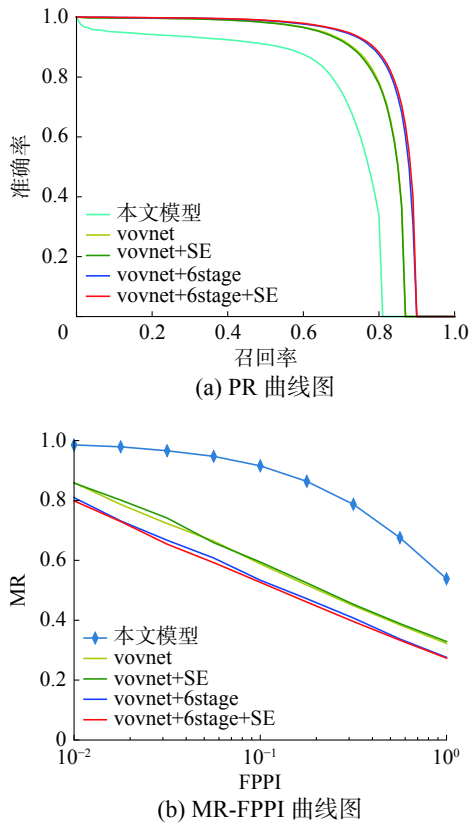 1.0
0.8
0.6
0.4
0.2
准确率
本文模型
vovnet
vovnet+SE
vovnet+6stage
vovnet+6stage+SE
0 0.2 0.4 0.6 0.8 1.0
召回率
(a) PR 曲线图
1.0
0.8
0.6
0.4
0.2
0
MR
本文模型
vovnet
vovnet+SE
vovnet+6stage
vovnet+6stage+SE
10⁻² 10⁻¹ 10⁰
FPPI
(b) MR-FPPI 曲线图